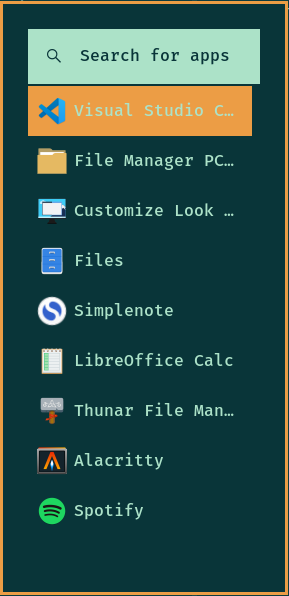 Search for apps
Visual Studio C…
File Manager PC…
Customize Look …
Files
Simplenote
LibreOffice Calc
Thunar File Man…
Alacritty
Spotify